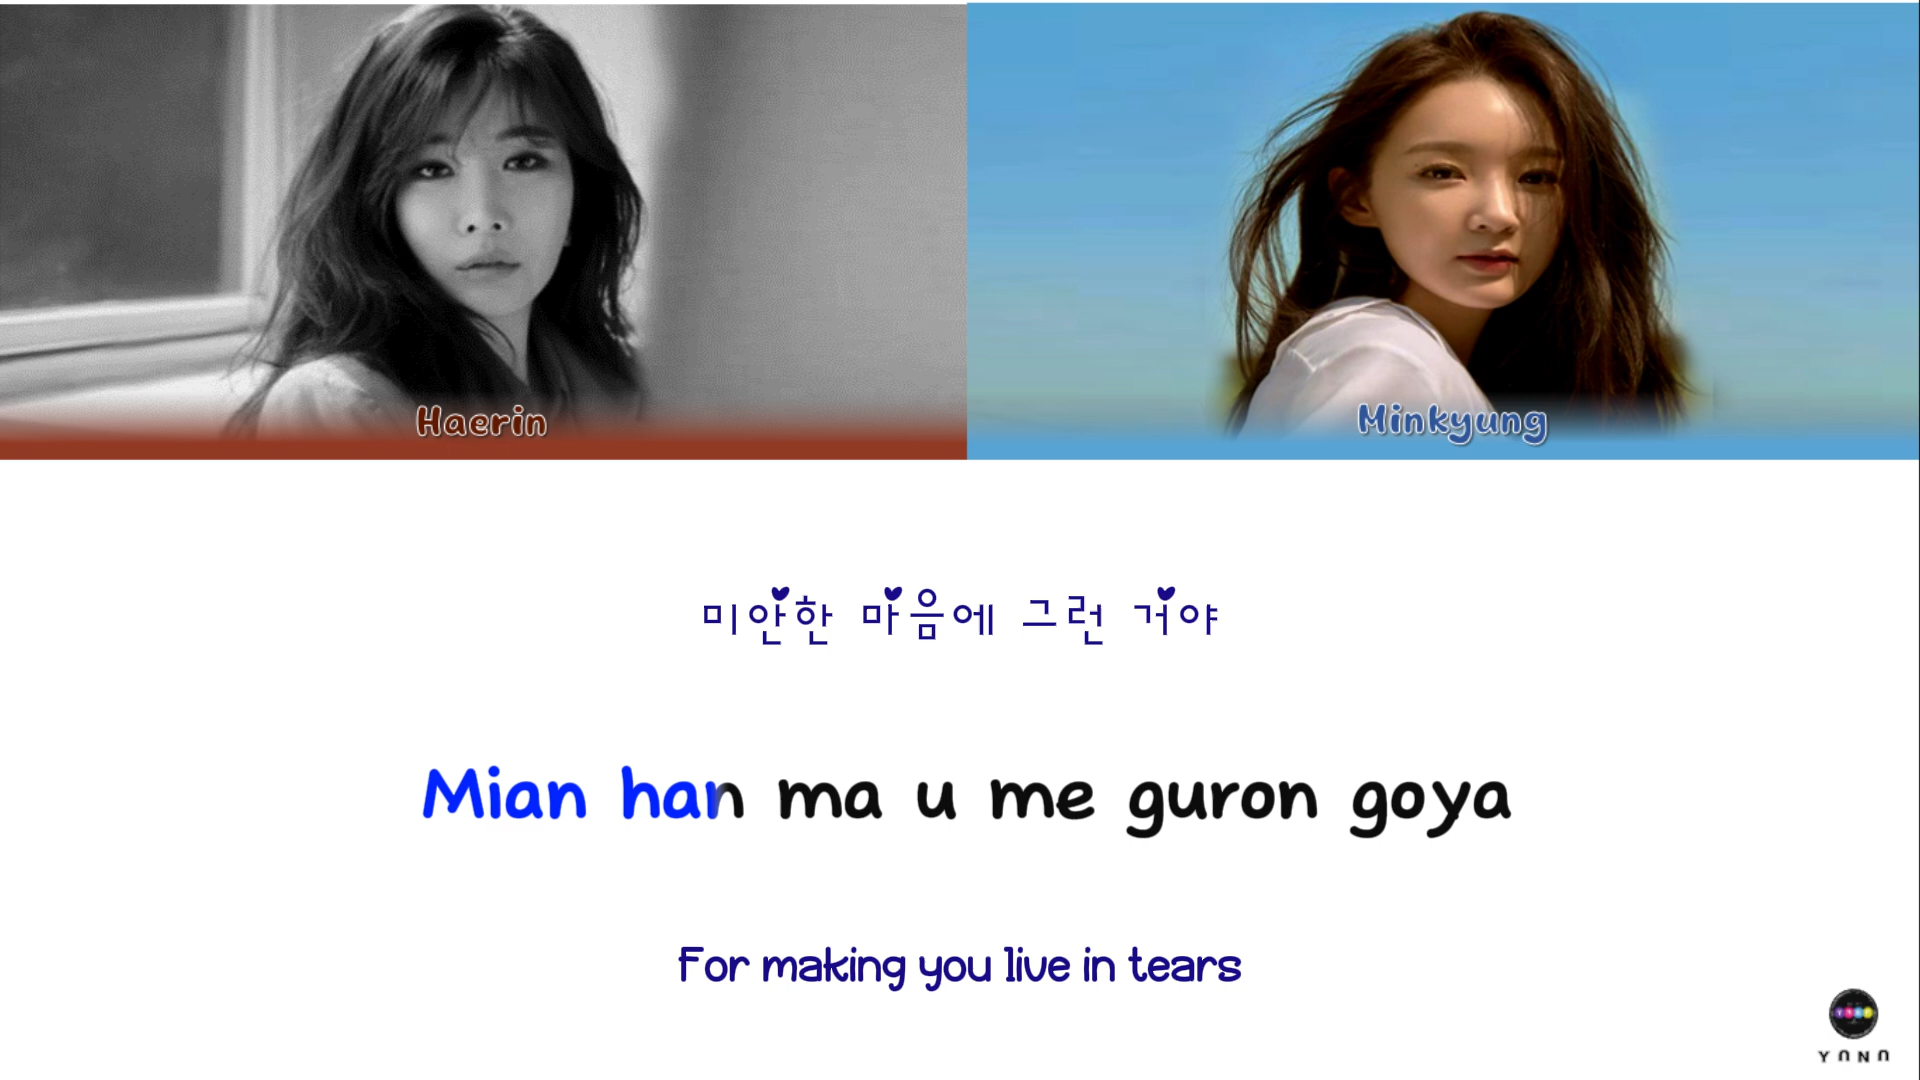 Haerin
Minkyung
미안한 마음에 그런 거야
Mian han ma u me guron goya
For making you live in tears
YANA